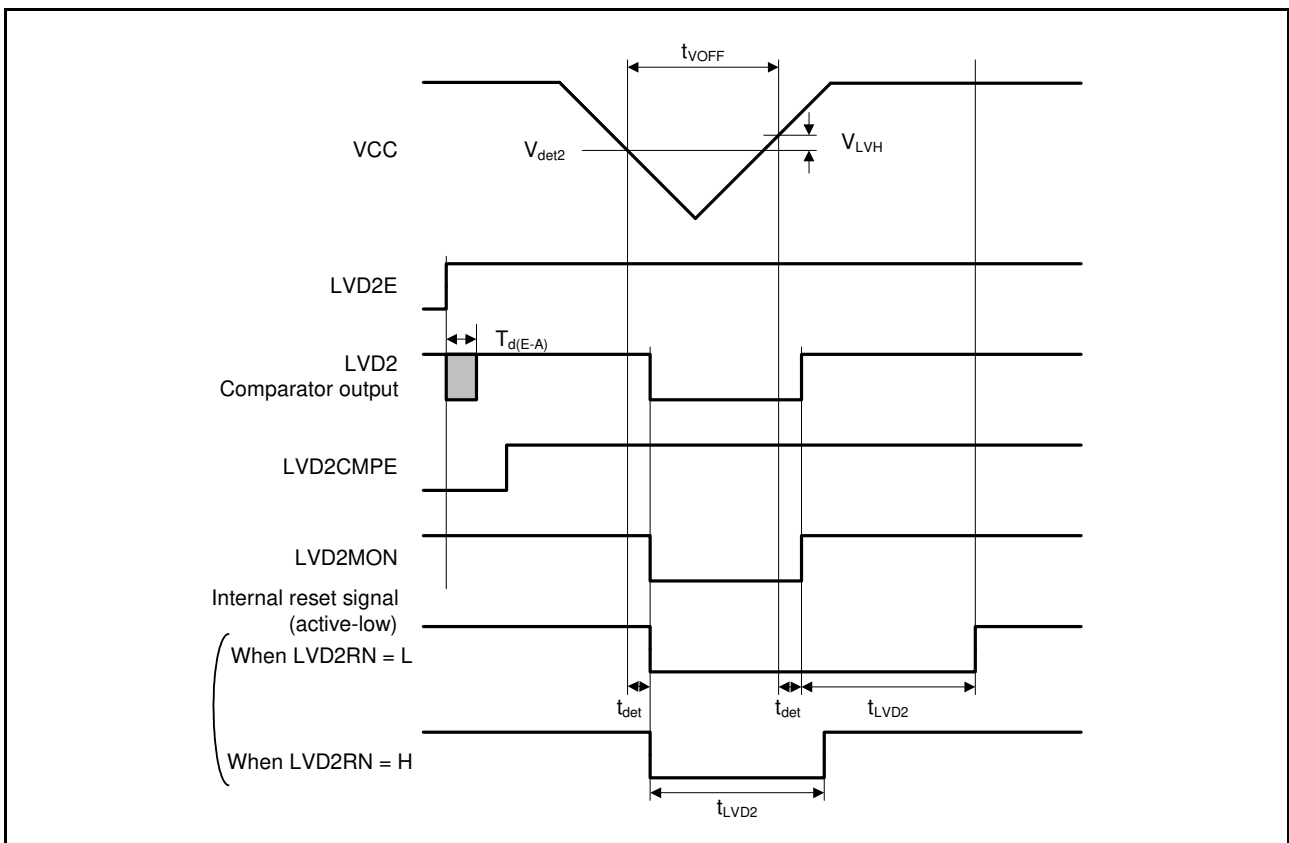 tVOFF
VCC
Vdet2
VLVH
LVD2E
Td(E-A)
LVD2
Comparator output
LVD2CMPE
LVD2MON
Internal reset signal
(active-low)
When LVD2RN = L
tdet
tdet
tLVD2
When LVD2RN = H
tLVD2